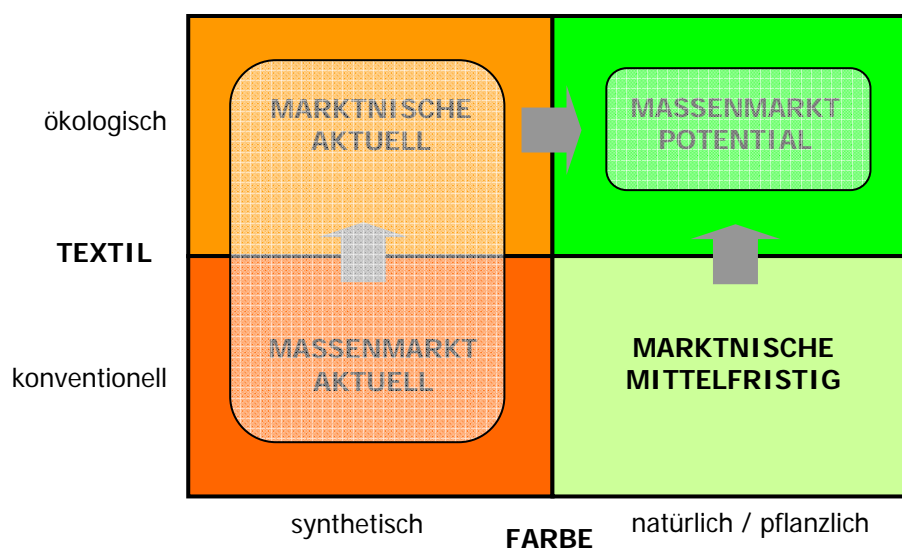 ökologisch
MARKTNISCHE
AKTUELL
MASSENMARKT
POTENTIAL
TEXTIL
konventionell
MASSENMARKT
AKTUELL
MARKTNISCHE
MITTELFRISTIG
synthetisch
FARBE
natürlich / pflanzlich